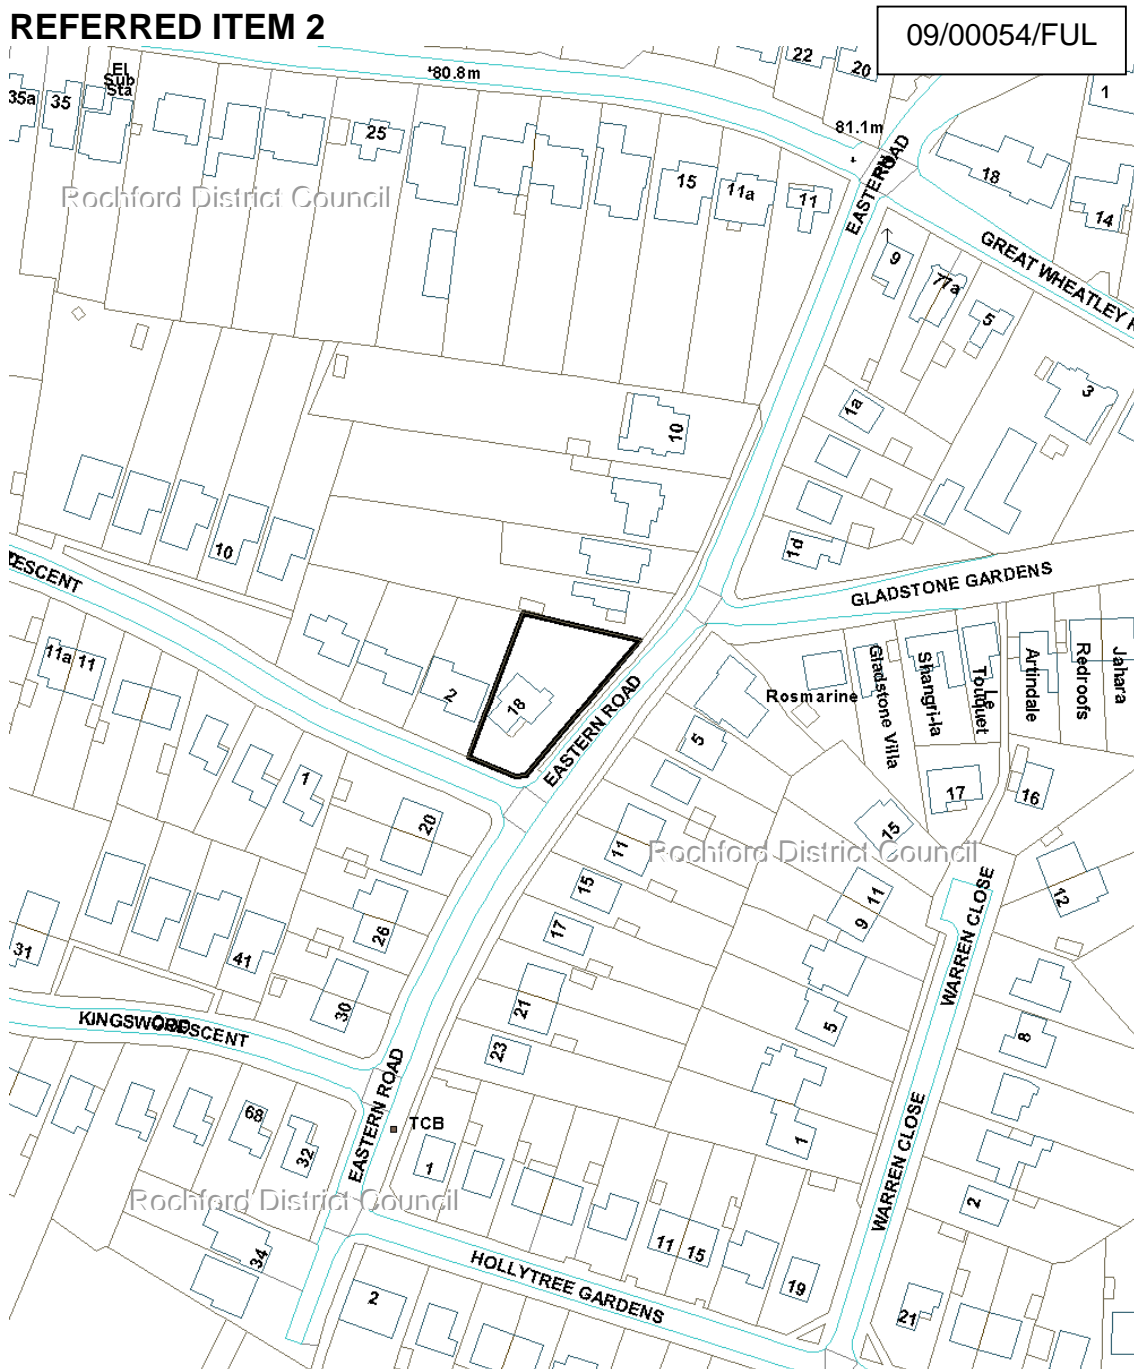 REFERRED ITEM 2
09/00054/FUL
El
Sub
Sta
35a
35
80.8m
22
20
1
25
81.1m
EASTERN ROAD
18
14
15
11a
11
Rochford District Council
GREAT WHEATLEY
9
77a
5
3
1a
10
10
1d
GLADSTONE GARDENS
11a
11
2
18
EASTERN ROAD
Rosmarine
Gladstone Villa
Shangri-la
Le
Touquet
Artindale
Redroofs
Jahara
5
1
20
17
16
15
11
Rochford District Council
15
11
9
12
26
17
WARREN CLOSE
31
41
30
21
5
8
KINGSWOOD CRESCENT
23
EASTERN ROAD
68
32
TCB
1
1
WARREN CLOSE
2
Rochford District Council
34
11
15
HOLLYTREE GARDENS
19
2
21